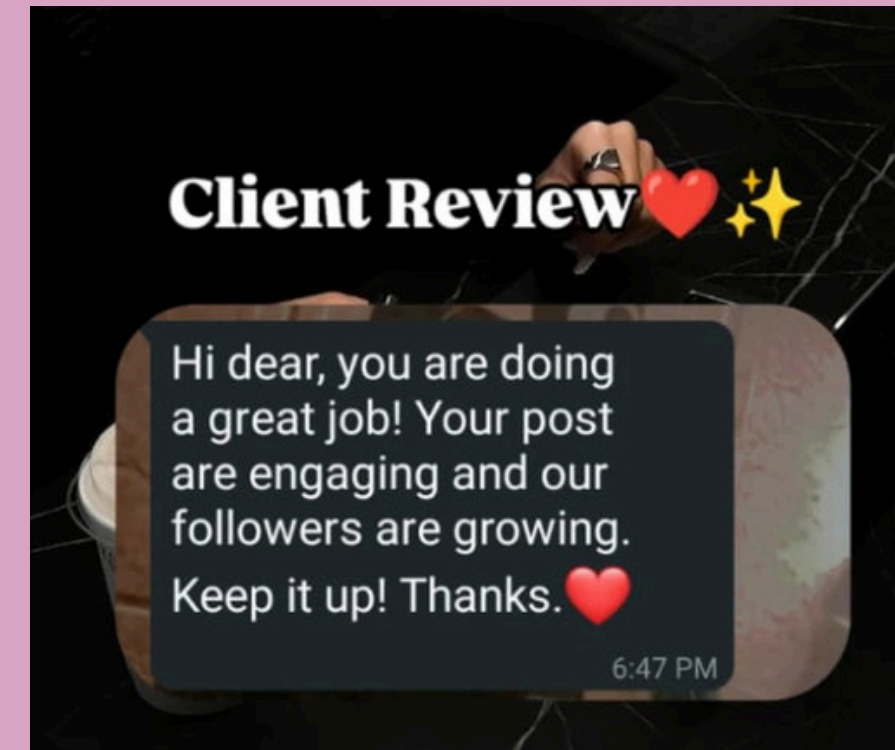 Client Review❤️✨
Hi dear, you are doing
a great job! Your post
are engaging and our
followers are growing.
Keep it up! Thanks.❤️
6:47 PM